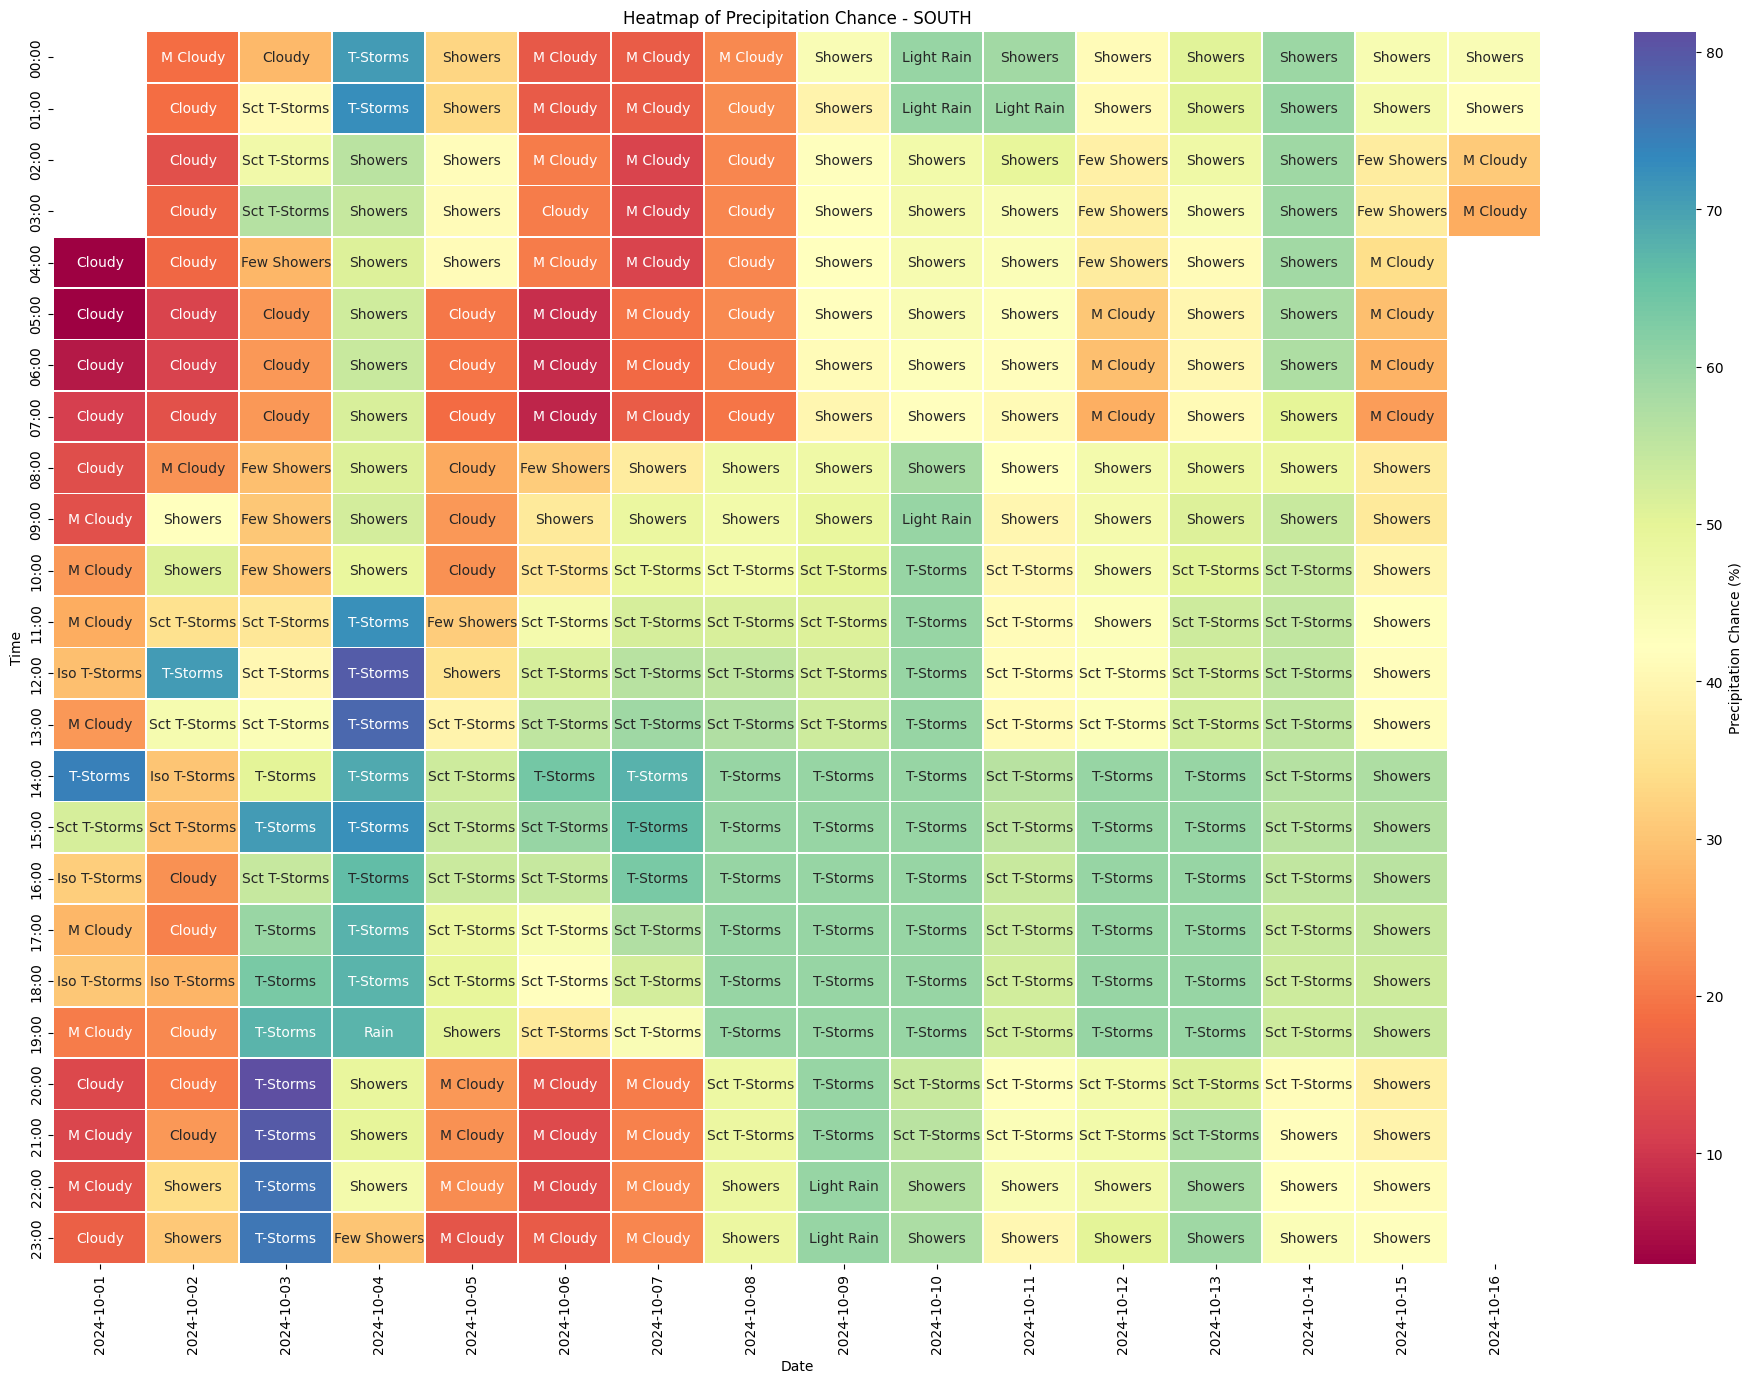 Heatmap of Precipitation Chance - SOUTH
00:00 M Cloudy Cloudy T-Storms Showers M Cloudy M Cloudy M Cloudy Showers Light Rain Showers Showers Showers Showers Showers Showers
01:00 Cloudy Sct T-Storms T-Storms Showers M Cloudy M Cloudy Cloudy Showers Light Rain Light Rain Showers Showers Showers Showers Showers
02:00 Cloudy Sct T-Storms Showers Showers M Cloudy M Cloudy Cloudy Showers Showers Showers Few Showers Showers Showers Few Showers M Cloudy
03:00 Cloudy Sct T-Storms Showers Showers Cloudy M Cloudy Cloudy Showers Showers Showers Few Showers Showers Showers Few Showers M Cloudy
04:00 Cloudy Cloudy Few Showers Showers Showers M Cloudy M Cloudy Cloudy Showers Showers Showers Few Showers Showers Showers M Cloudy
05:00 Cloudy Cloudy Cloudy Showers Cloudy M Cloudy M Cloudy Cloudy Showers Showers Showers M Cloudy Showers Showers M Cloudy
06:00 Cloudy Cloudy Cloudy Showers Cloudy M Cloudy M Cloudy Cloudy Showers Showers Showers M Cloudy Showers Showers M Cloudy
07:00 Cloudy Cloudy Cloudy Showers Cloudy M Cloudy M Cloudy Cloudy Showers Showers Showers M Cloudy Showers Showers M Cloudy
08:00 Cloudy M Cloudy Few Showers Showers Cloudy Few Showers Showers Showers Showers Showers Showers Showers Showers Showers Showers
09:00 M Cloudy Showers Few Showers Showers Cloudy Showers Showers Showers Showers Light Rain Showers Showers Showers Showers Showers
10:00 M Cloudy Showers Few Showers Showers Cloudy Sct T-Storms Sct T-Storms Sct T-Storms Sct T-Storms T-Storms Sct T-Storms Showers Sct T-Storms Sct T-Storms Showers
11:00 M Cloudy Sct T-Storms Sct T-Storms T-Storms Few Showers Sct T-Storms Sct T-Storms Sct T-Storms Sct T-Storms T-Storms Sct T-Storms Showers Sct T-Storms Sct T-Storms Showers
12:00 Iso T-Storms T-Storms Sct T-Storms T-Storms Showers Sct T-Storms Sct T-Storms Sct T-Storms Sct T-Storms T-Storms Sct T-Storms Sct T-Storms Sct T-Storms Sct T-Storms Showers
13:00 M Cloudy Sct T-Storms Sct T-Storms T-Storms Sct T-Storms Sct T-Storms Sct T-Storms Sct T-Storms Sct T-Storms T-Storms Sct T-Storms Sct T-Storms Sct T-Storms Sct T-Storms Showers
14:00 T-Storms Iso T-Storms T-Storms T-Storms Sct T-Storms T-Storms T-Storms T-Storms T-Storms T-Storms Sct T-Storms T-Storms T-Storms Sct T-Storms Showers
15:00 Sct T-Storms Sct T-Storms T-Storms T-Storms Sct T-Storms Sct T-Storms T-Storms T-Storms T-Storms T-Storms Sct T-Storms T-Storms T-Storms Sct T-Storms Showers
16:00 Iso T-Storms Cloudy Sct T-Storms T-Storms Sct T-Storms Sct T-Storms T-Storms T-Storms T-Storms T-Storms Sct T-Storms T-Storms T-Storms Sct T-Storms Showers
17:00 M Cloudy Cloudy T-Storms T-Storms Sct T-Storms Sct T-Storms Sct T-Storms T-Storms T-Storms T-Storms Sct T-Storms T-Storms T-Storms Sct T-Storms Showers
18:00 Iso T-Storms Iso T-Storms T-Storms T-Storms Sct T-Storms Sct T-Storms Sct T-Storms T-Storms T-Storms T-Storms Sct T-Storms T-Storms T-Storms Sct T-Storms Showers
19:00 M Cloudy Cloudy T-Storms Rain Showers Sct T-Storms Sct T-Storms T-Storms T-Storms T-Storms Sct T-Storms T-Storms T-Storms Sct T-Storms Showers
20:00 Cloudy Cloudy T-Storms Showers M Cloudy M Cloudy M Cloudy Sct T-Storms T-Storms Sct T-Storms Sct T-Storms Sct T-Storms Sct T-Storms Sct T-Storms Showers
21:00 M Cloudy Cloudy T-Storms Showers M Cloudy M Cloudy M Cloudy Sct T-Storms T-Storms Sct T-Storms Sct T-Storms Sct T-Storms Sct T-Storms Showers Showers
22:00 M Cloudy Showers T-Storms Showers M Cloudy M Cloudy M Cloudy Showers Light Rain Showers Showers Showers Showers Showers Showers
23:00 Cloudy Showers T-Storms Few Showers M Cloudy M Cloudy M Cloudy Showers Light Rain Showers Showers Showers Showers Showers Showers
2024-10-01 2024-10-02 2024-10-03 2024-10-04 2024-10-05 2024-10-06 2024-10-07 2024-10-08 2024-10-09 2024-10-10 2024-10-11 2024-10-12 2024-10-13 2024-10-14 2024-10-15 2024-10-16
Date
Time
80
70
60
50
40
30
20
10
Precipitation Chance (%)